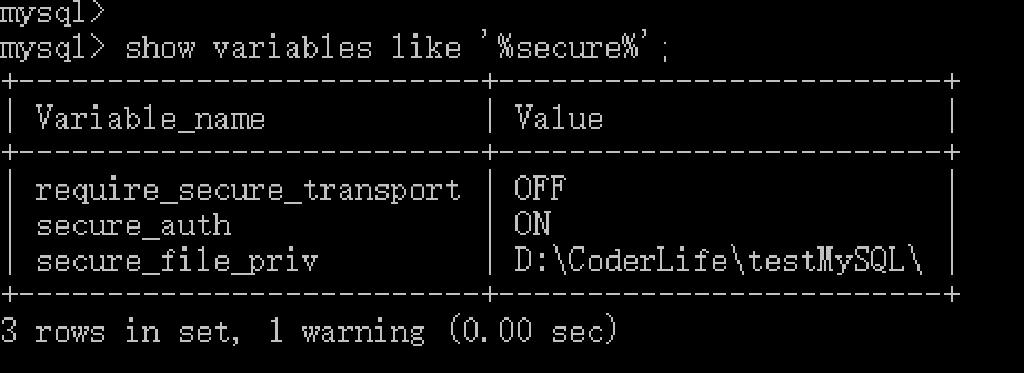 mysql>
mysql> show variables like '%secure%';
+--------------------------+-------------------------+
| Variable_name            | Value                   |
+--------------------------+-------------------------+
| require_secure_transport | OFF                     |
| secure_auth              | ON                      |
| secure_file_priv         | D:\CoderLife\testMySQL\ |
+--------------------------+-------------------------+
3 rows in set, 1 warning (0.00 sec)